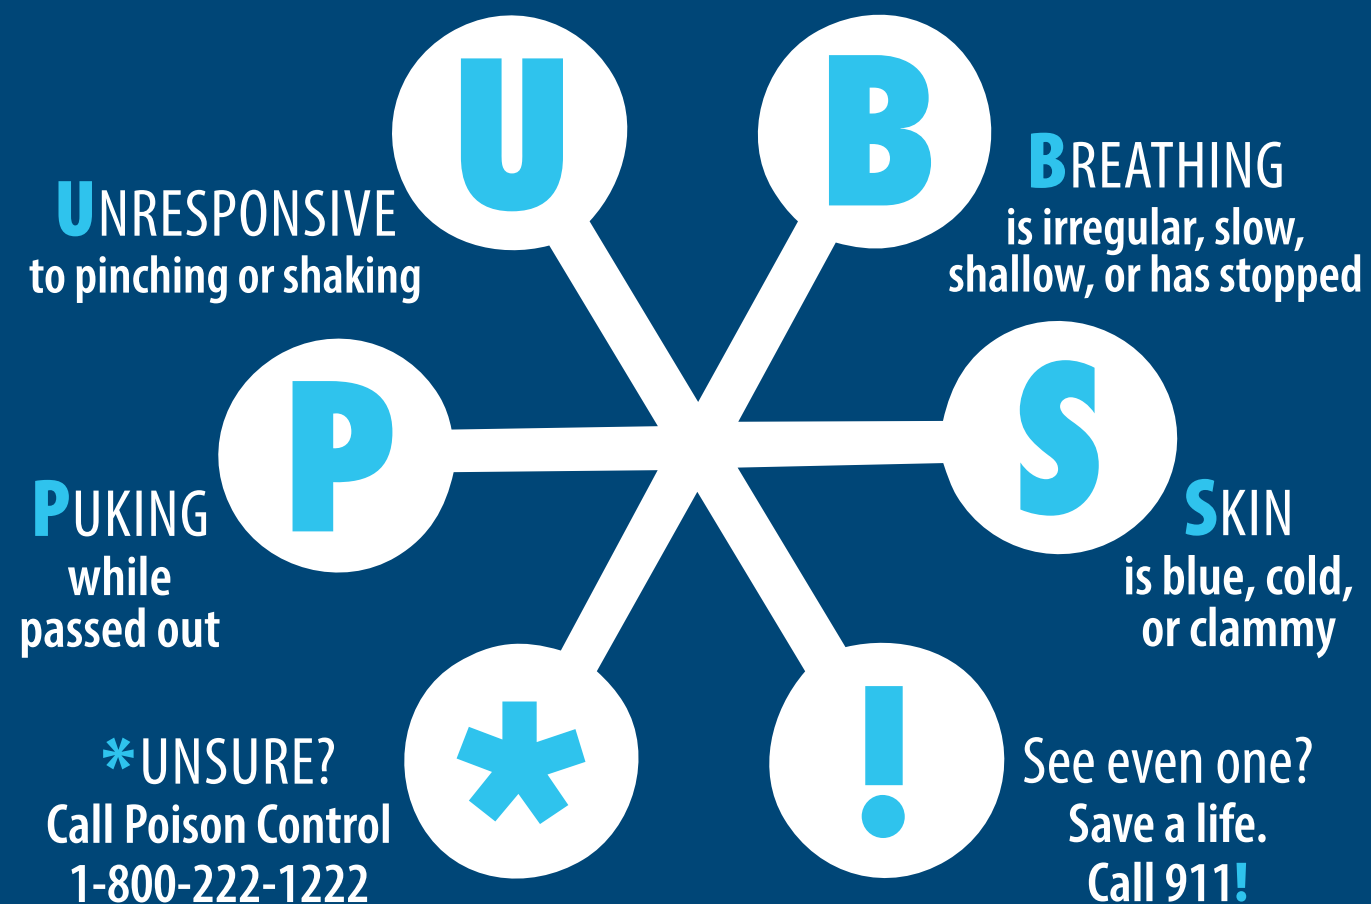 U
B
UNRESPONSIVE
to pinching or shaking
BREATHING
is irregular, slow,
shallow, or has stopped
P
S
PUKING
while
passed out
SKIN
is blue, cold,
or clammy
*
!
*UNSURE?
Call Poison Control
1-800-222-1222
See even one?
Save a life.
Call 911!